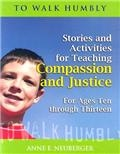 TO WALK HUMBLY
Stories and
Activities
for Teaching
Compassion
and Justice
For Ages Ten
through Thirteen
ANNE E. NEUBERGER